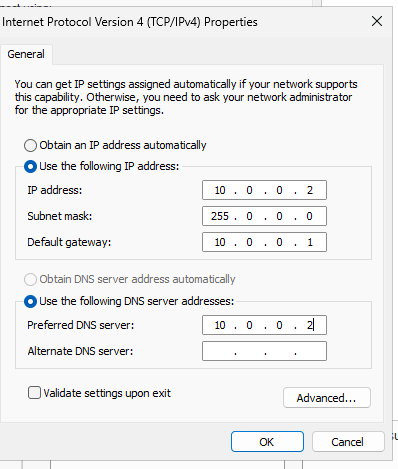 Internet Protocol Version 4 (TCP/IPv4) Properties
General
You can get IP settings assigned automatically if your network supports
this capability. Otherwise, you need to ask your network administrator
for the appropriate IP settings.
Obtain an IP address automatically
Use the following IP address:
IP address: 10 . 0 . 0 . 2
Subnet mask: 255 . 0 . 0 . 0
Default gateway: 10 . 0 . 0 . 1
Obtain DNS server address automatically
Use the following DNS server addresses:
Preferred DNS server: 10 . 0 . 0 . 2
Alternate DNS server: . . .
Validate settings upon exit
Advanced...
OK Cancel